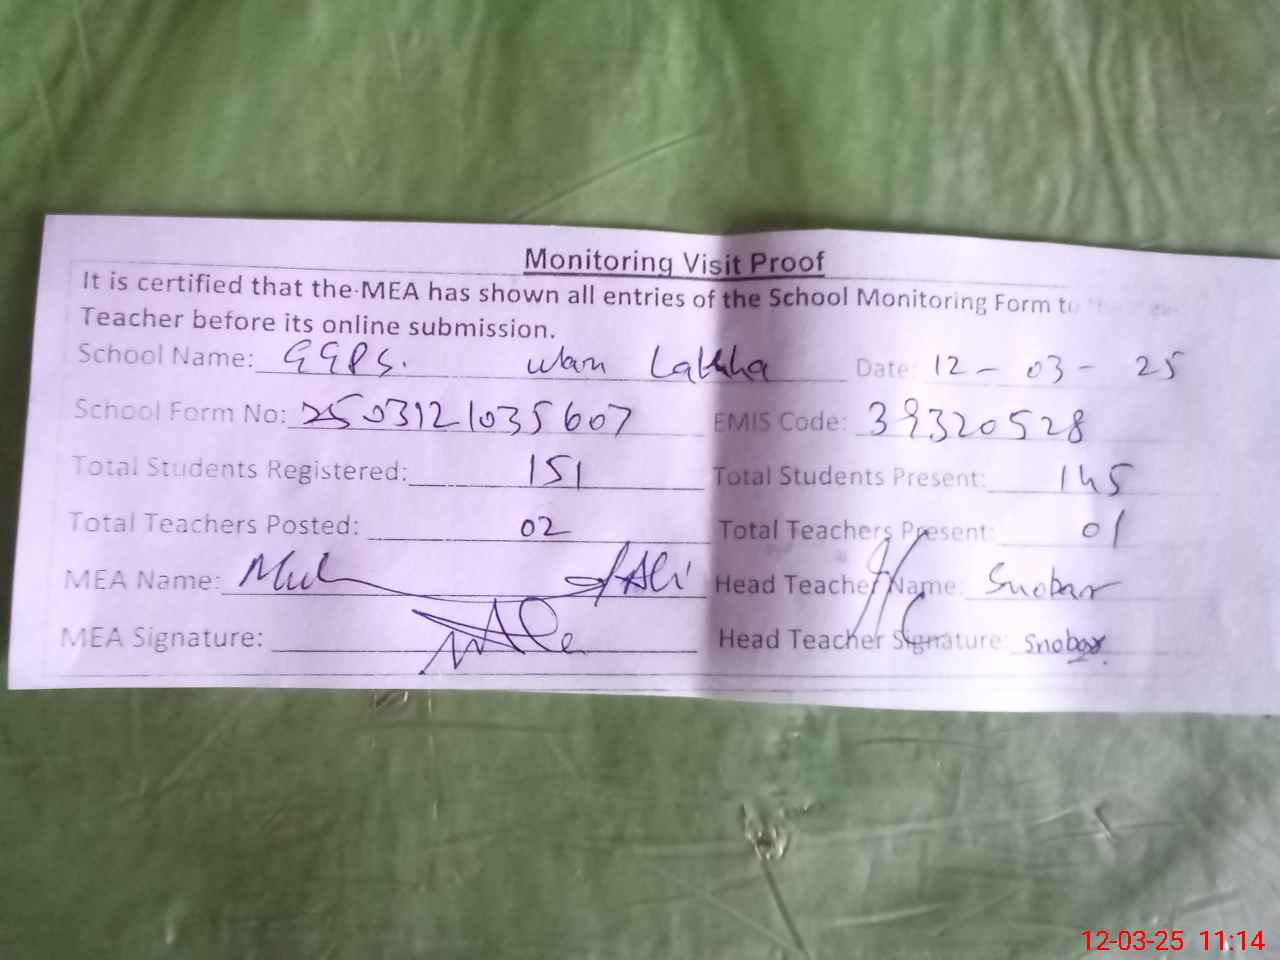 Monitoring Visit Proof
It is certified that the MEA has shown all entries of the School Monitoring Form to the
Teacher before its online submission.
School Name: GGPS. Wan Lakha Date: 12 - 03 - 25
School Form No: 2503121035607 EMIS Code: 39320528
Total Students Registered: 151 Total Students Present: 145
Total Teachers Posted: 02 Total Teachers Present: 01
MEA Name: Ali Head Teacher Name: Snobar
MEA Signature: Head Teacher Signature: Snobar.
12-03-25 11:14